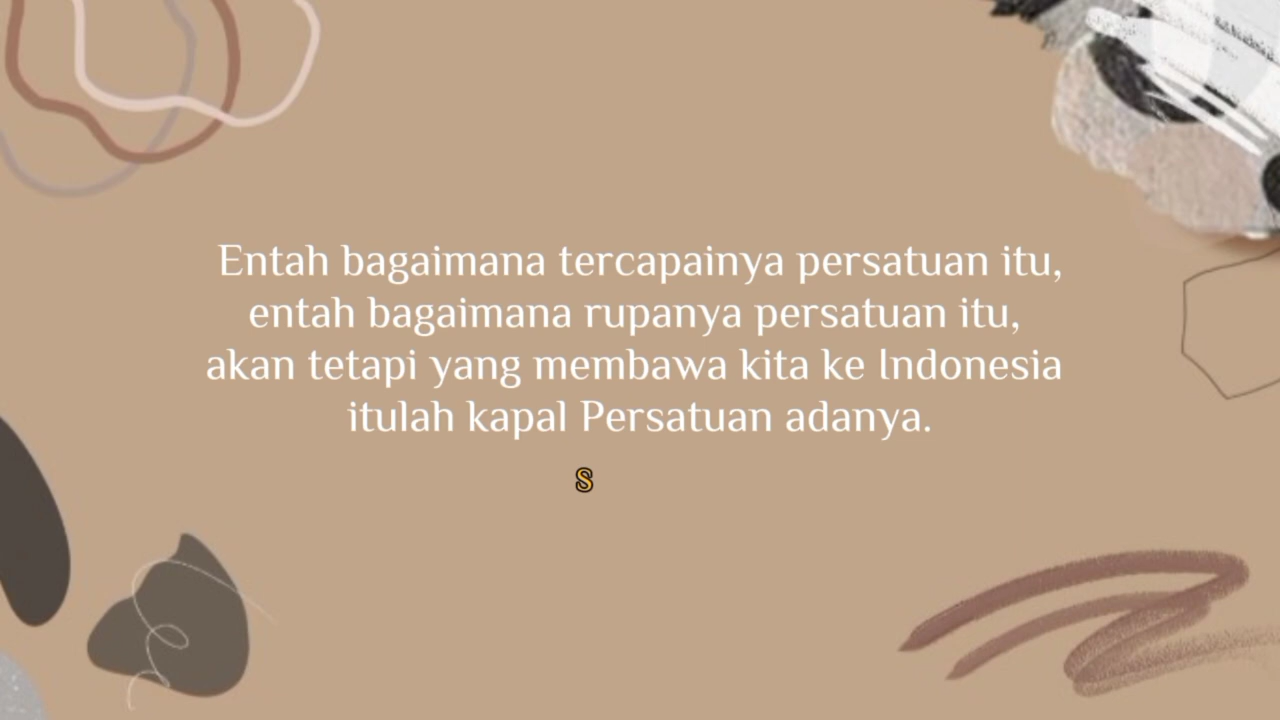 Entah bagaimana tercapainya persatuan itu,
entah bagaimana rupanya persatuan itu,
akan tetapi yang membawa kita ke Indonesia
itulah kapal Persatuan adanya.
S